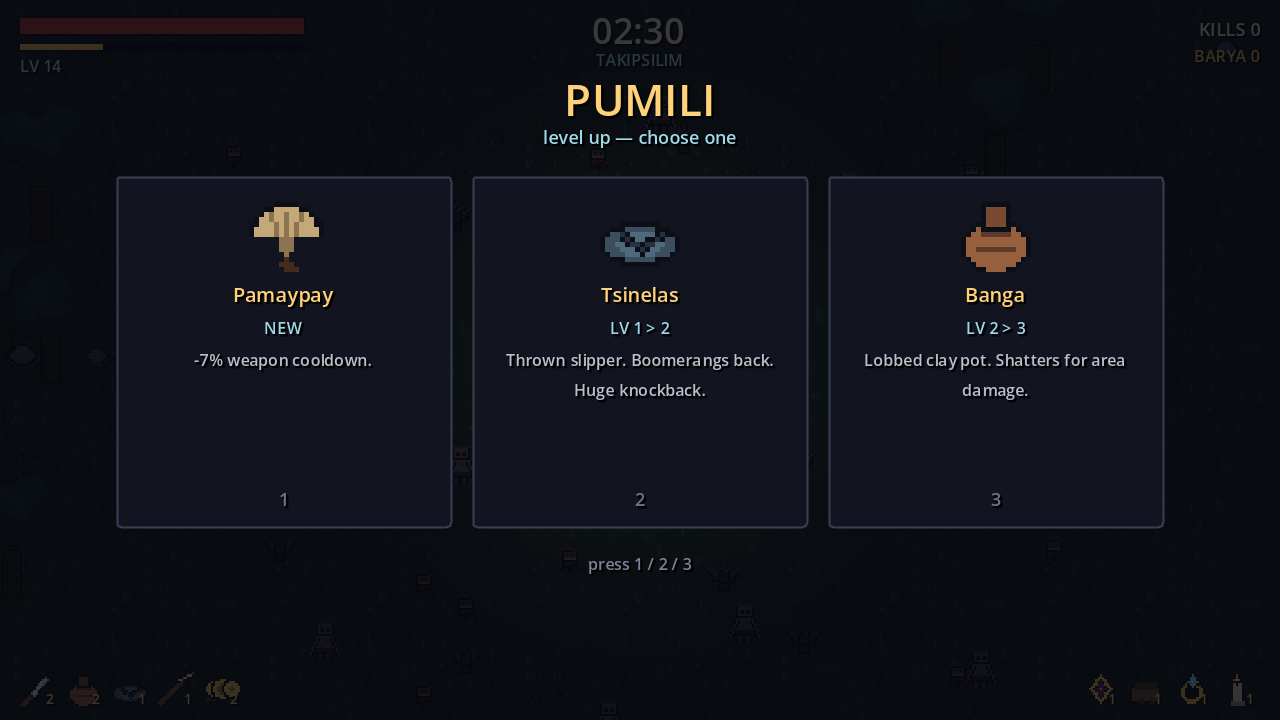 02:30
TAKIPSILIM
LV 14
KILLS 0
BARYA 0
PUMILI
level up — choose one
Pamaypay
NEW
-7% weapon cooldown.
1
Tsinelas
LV 1 > 2
Thrown slipper. Boomerangs back.
Huge knockback.
2
Banga
LV 2 > 3
Lobbed clay pot. Shatters for area
damage.
3
press 1 / 2 / 3
2 2 1 1 2
1 1 1 1